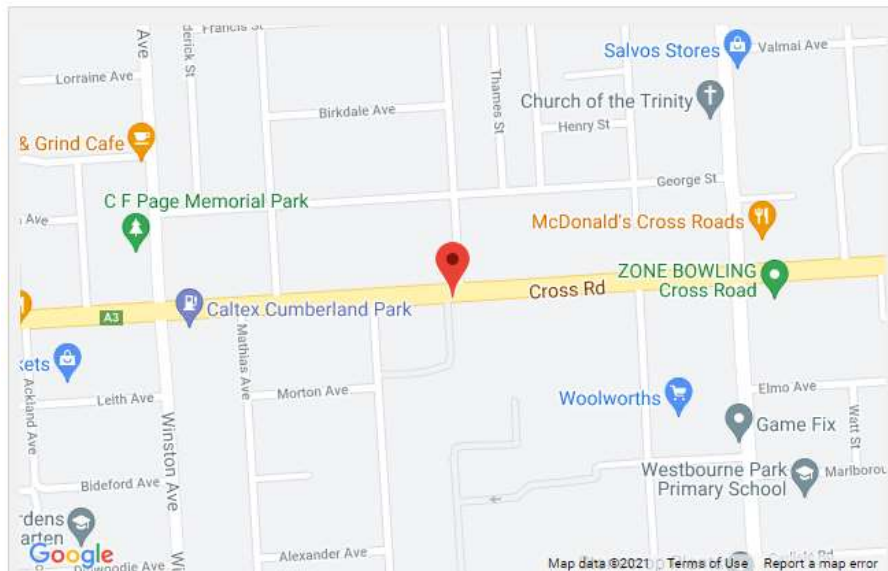 Francis St
Ave
derick St
Salvos Stores
Valmai Ave
Lorraine Ave
Thames St
Church of the Trinity
Birkdale Ave
Henry St
& Grind Cafe
George St
C F Page Memorial Park
Ave
McDonald's Cross Roads
ZONE BOWLING
Cross Road
Cross Rd
A3
Caltex Cumberland Park
Mathias Ave
kets
Morton Ave
Leith Ave
Ackland Ave
Winston Ave
Woolworths
Elmo Ave
Game Fix
Watt St
Westbourne Park
Primary School
Marlborou
Bideford Ave
rdens
arten
Alexander Ave
Google
Map data ©2021
Terms of Use
Report a map error